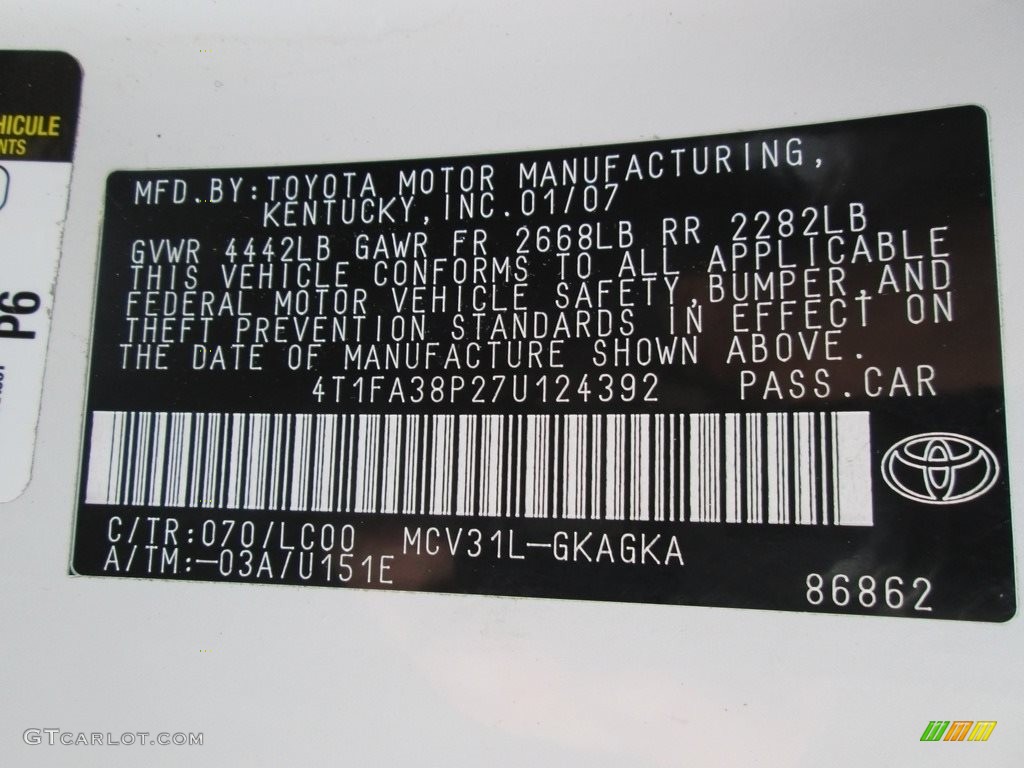 HICULE
NTS
P6
MFD. BY:TOYOTA MOTOR MANUFACTURING,
KENTUCKY, INC. 01/07
GVWR 4442LB GAWR FR 2668LB RR 2282LB
THIS VEHICLE CONFORMS TO ALL APPLICABLE
FEDERAL MOTOR VEHICLE SAFETY,BUMPER,AND
THEFT PREVENTION STANDARDS IN EFFECT ON
THE DATE OF MANUFACTURE SHOWN ABOVE.
4T1FA38P27U124392 PASS.CAR
C/TR:070/LC00 MCV31L-GKAGKA
A/TM:-03A/U151E
86862
GTCARLOT.COM